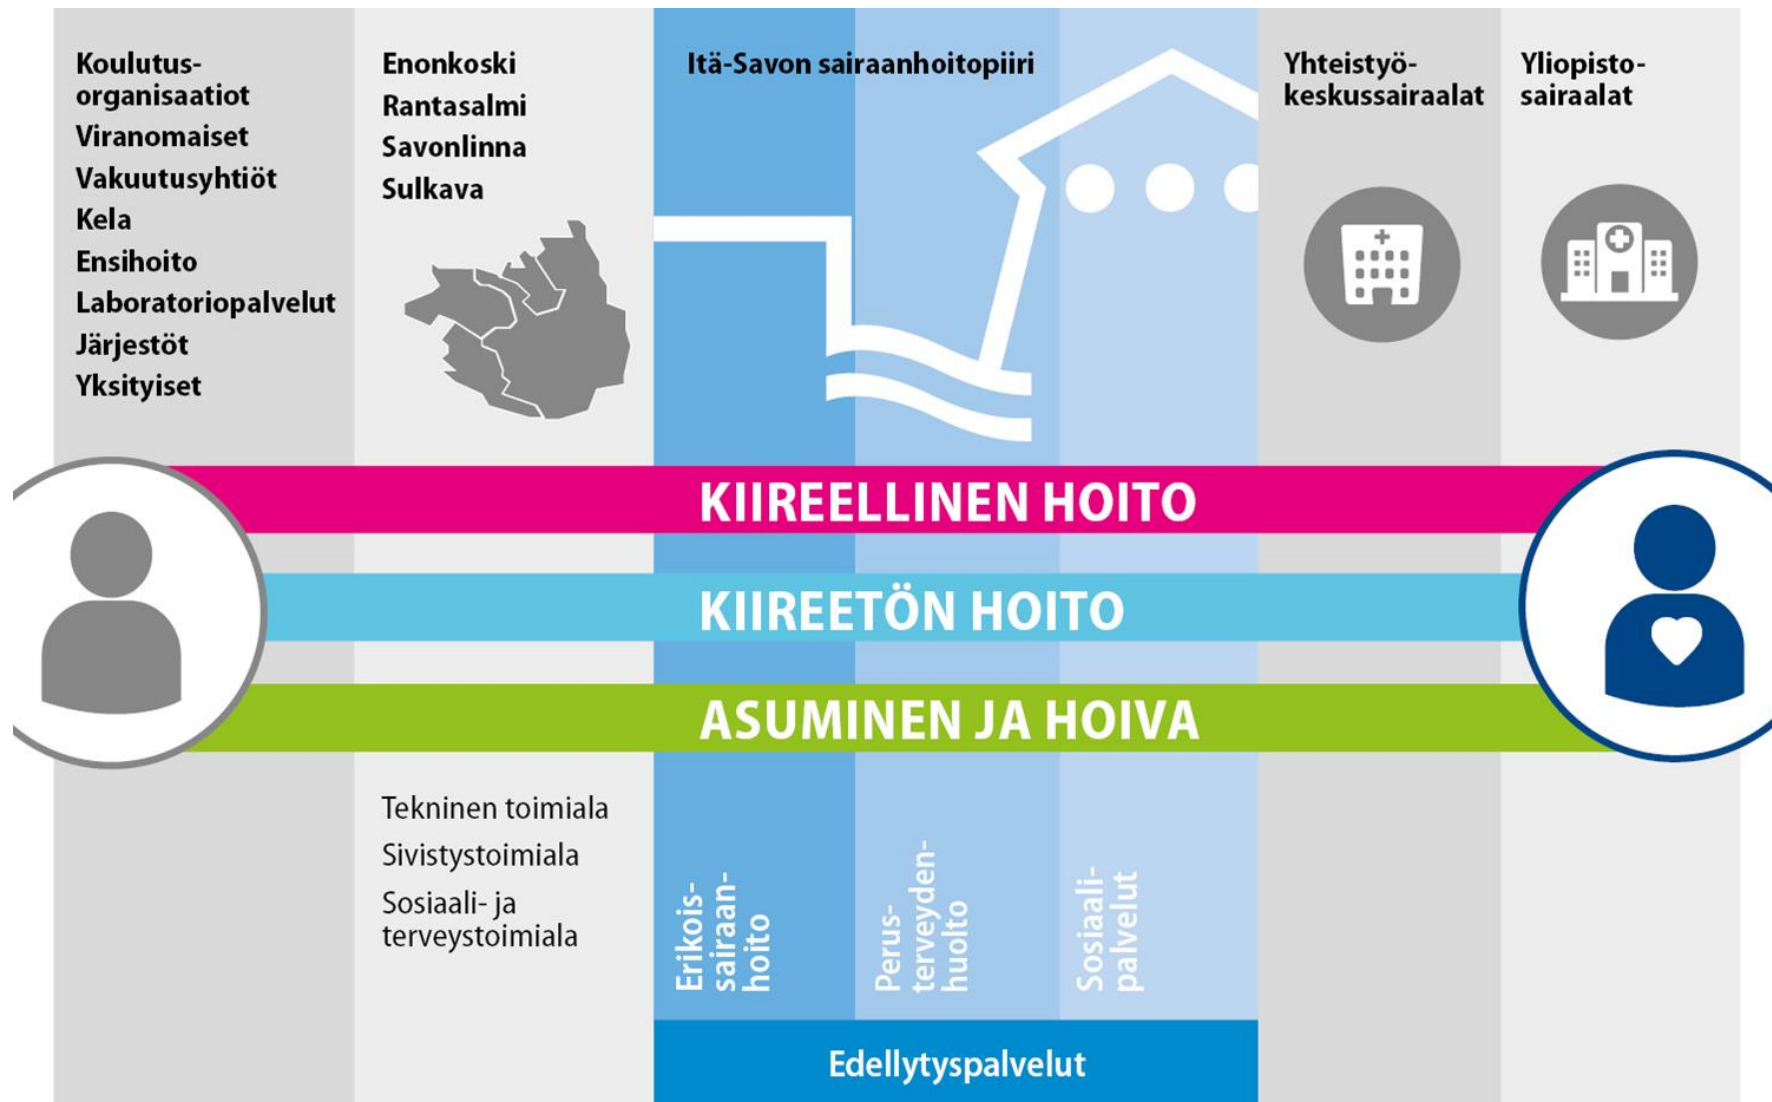 Koulutus-
organisaatiot
Viranomaiset
Vakuutusyhtiöt
Kela
Ensihoito
Laboratoriopalvelut
Järjestöt
Yksityiset
Enonkoski
Rantasalmi
Savonlinna
Sulkava
Itä-Savon sairaanhoitopiiri
Yhteistyö-
keskussairaalat
Yliopisto-
sairaalat
KIIREELLINEN HOITO
KIIREETÖN HOITO
ASUMINEN JA HOIVA
Tekninen toimiala
Sivistystoimiala
Sosiaali- ja
terveystoimiala
Erikois-
sairaan-
hoito
Perus-
terveyden-
huolto
Sosiaali-
palvelut
Edellytyspalvelut